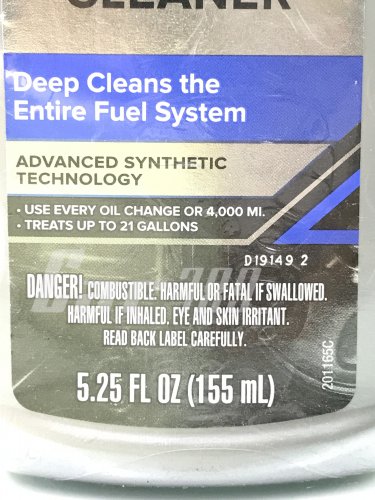 CLEANER
Deep Cleans the
Entire Fuel System
ADVANCED SYNTHETIC
TECHNOLOGY
• USE EVERY OIL CHANGE OR 4,000 MI.
• TREATS UP TO 21 GALLONS
D19149 2
DANGER! COMBUSTIBLE. HARMFUL OR FATAL IF SWALLOWED.
HARMFUL IF INHALED. EYE AND SKIN IRRITANT.
READ BACK LABEL CAREFULLY.
201165C
5.25 FL OZ (155 mL)